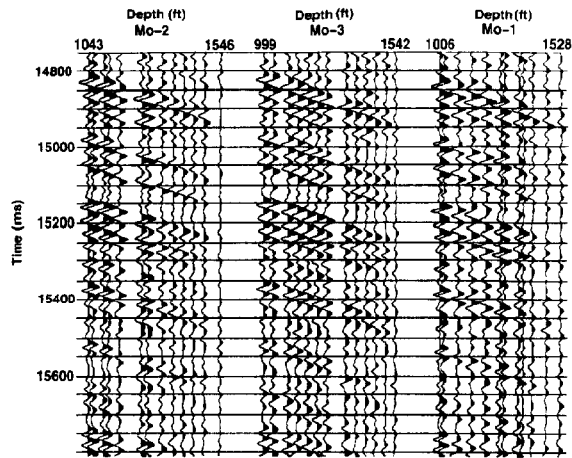 Depth (ft) Depth (ft) Depth (ft)
Mo-2 Mo-3 Mo-1
1043 1546 999 1542 1006 1528
14800
15000
15200
15400
15600
Time (ms)